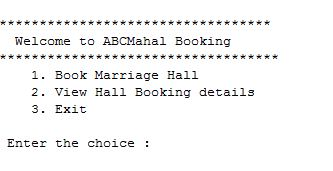 **********************************
Welcome to ABCMahal Booking
***********************************
1. Book Marriage Hall
2. View Hall Booking details
3. Exit
Enter the choice :